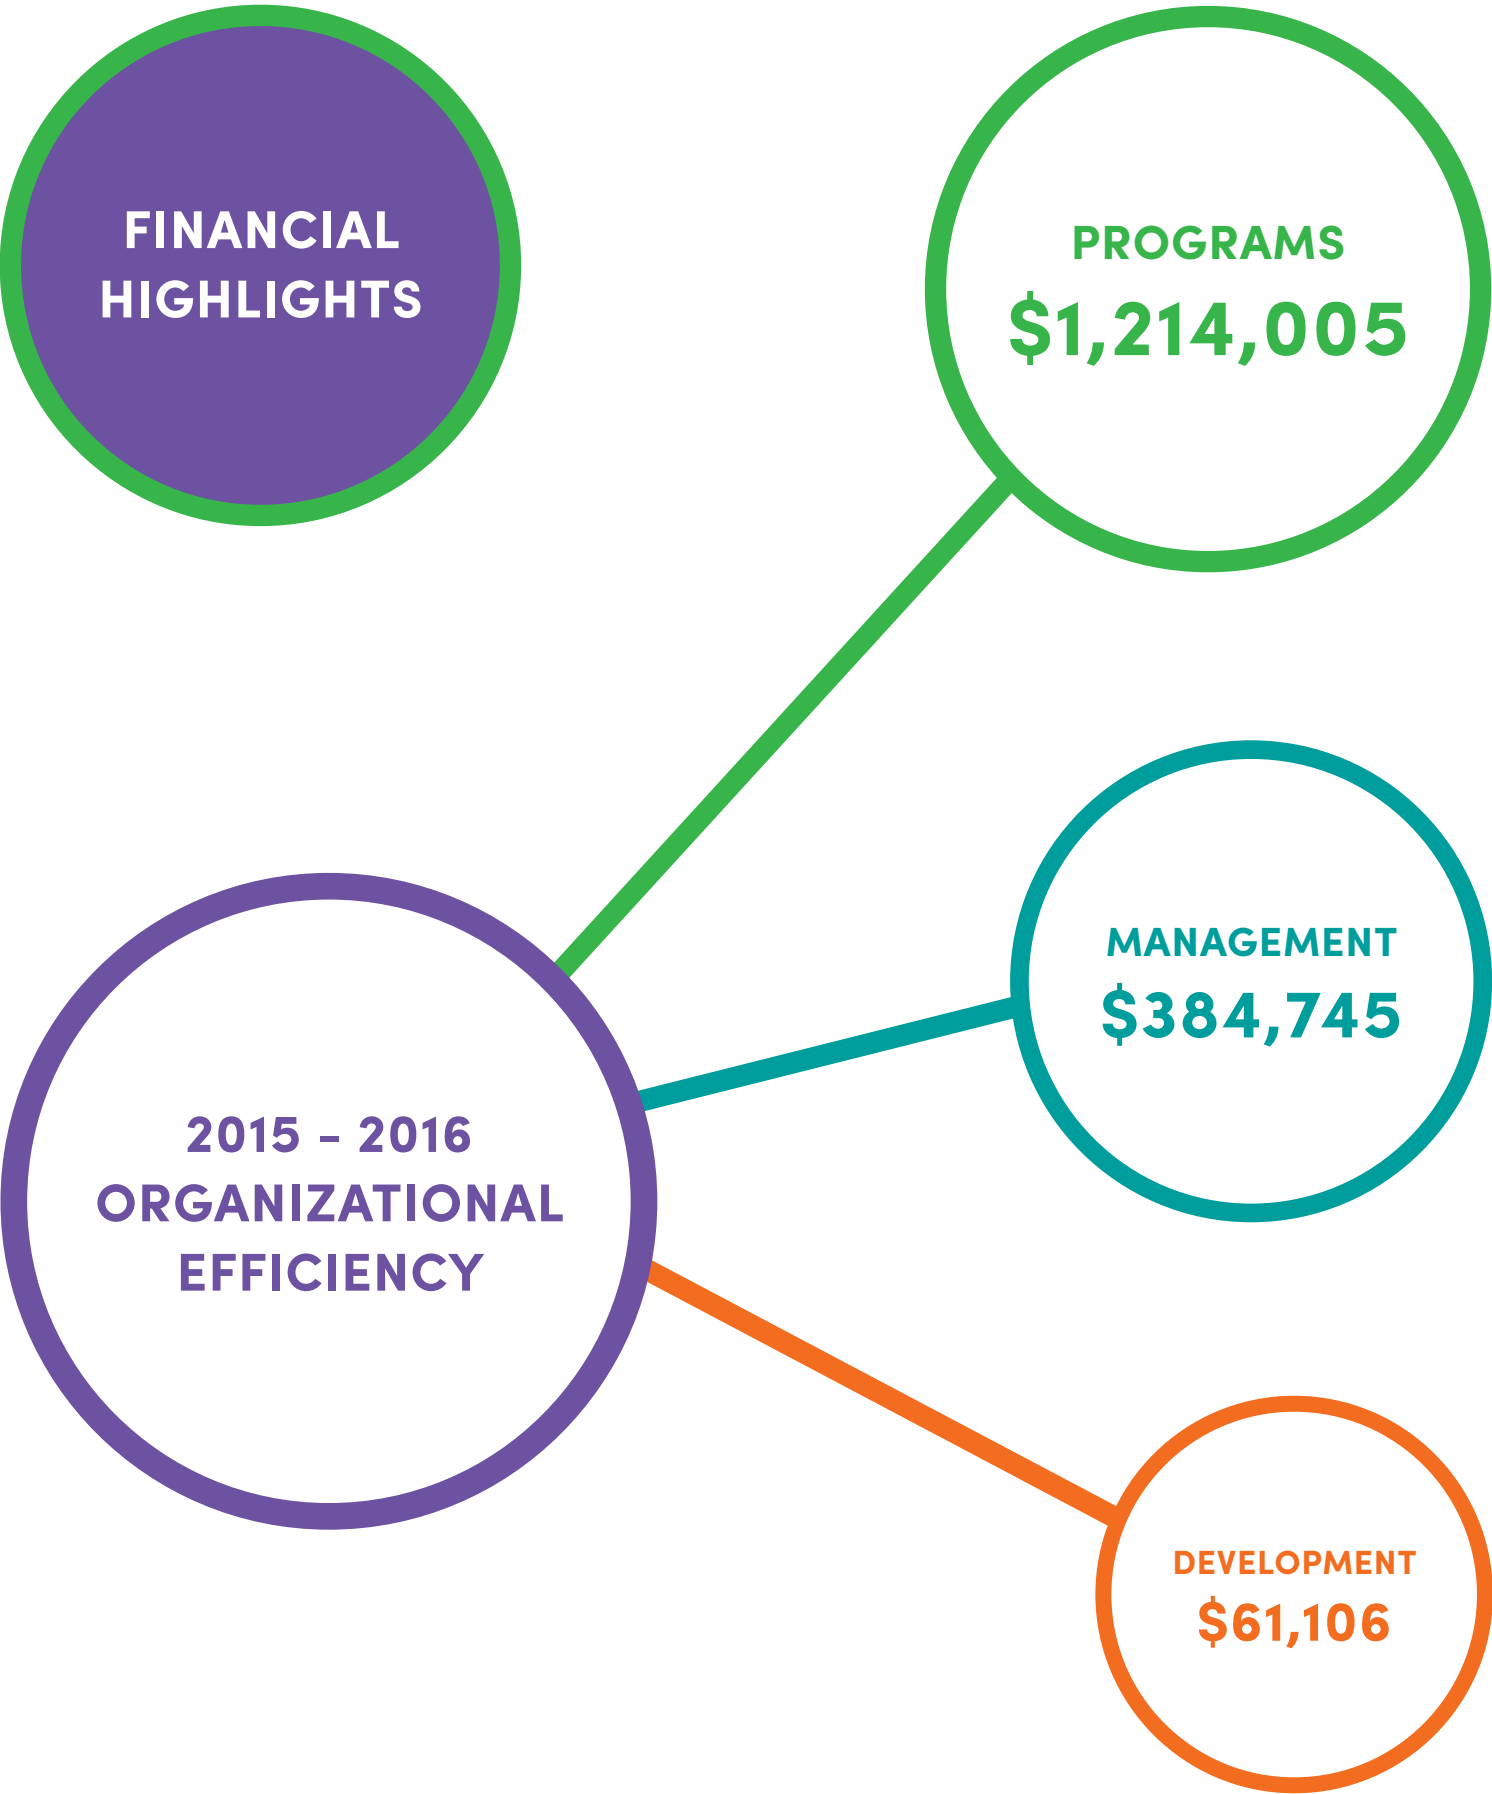 FINANCIAL
HIGHLIGHTS
PROGRAMS
$1,214,005
MANAGEMENT
$384,745
2015 - 2016
ORGANIZATIONAL
EFFICIENCY
DEVELOPMENT
$61,106